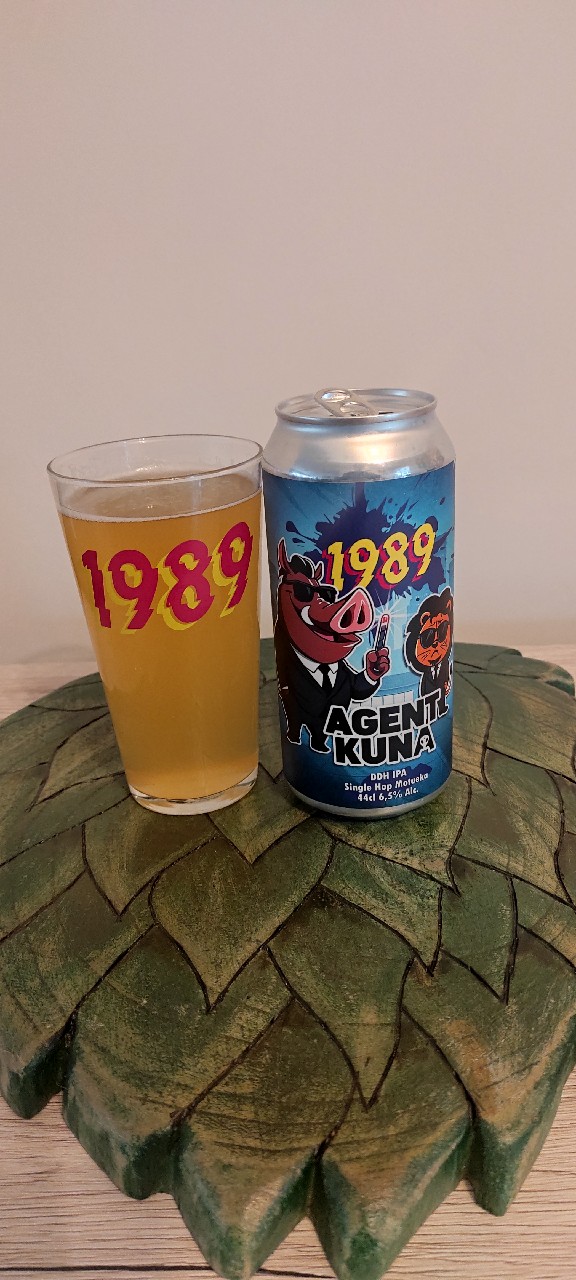 1989
1989
AGENT
KUNA
DDH IPA
Single Hop Motueka
44cl 6,5% Alc.